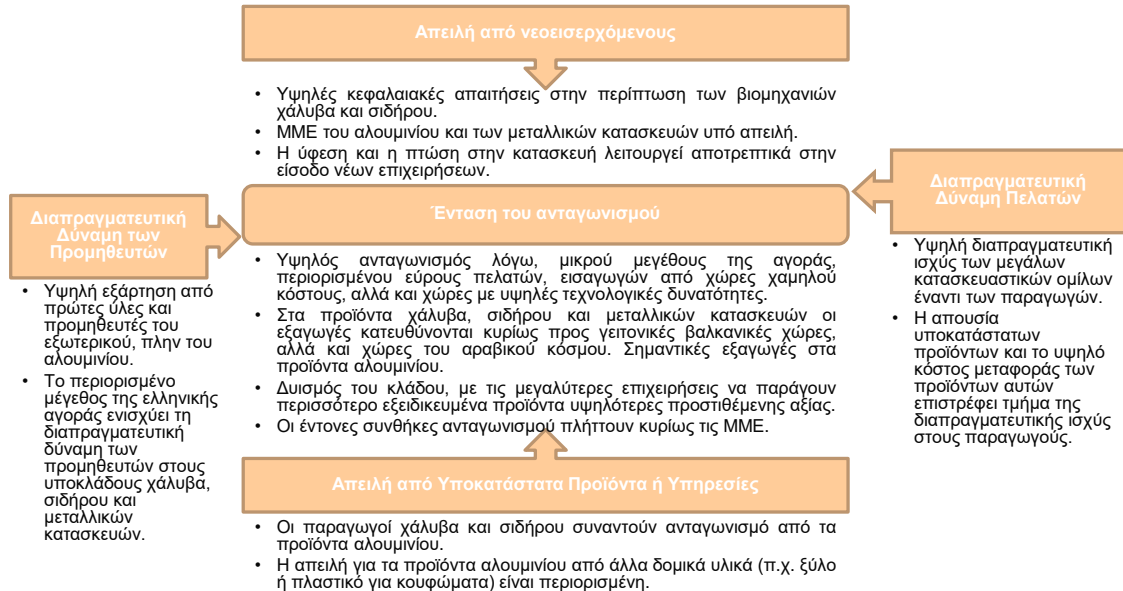 Απειλή από νεοεισερχόμενους
• Υψηλές κεφαλαιακές απαιτήσεις στην περίπτωση των βιομηχανιών
χάλυβα και σιδήρου.
• ΜΜΕ του αλουμινίου και των μεταλλικών κατασκευών υπό απειλή.
• Η ύφεση και η πτώση στην κατασκευή λειτουργεί αποτρεπτικά στην
είσοδο νέων επιχειρήσεων.
Διαπραγματευτική
Δύναμη των
Προμηθευτών
• Υψηλή εξάρτηση από
πρώτες ύλες και
προμηθευτές του
εξωτερικού, πλην του
αλουμινίου.
• Το περιορισμένο
μέγεθος της ελληνικής
αγοράς ενισχύει τη
διαπραγματευτική
δύναμη των
προμηθευτών στους
υποκλάδους χάλυβα,
σιδήρου και
μεταλλικών
κατασκευών.
Ένταση του ανταγωνισμού
• Υψηλός ανταγωνισμός λόγω, μικρού μεγέθους της αγοράς,
περιορισμένου εύρους πελατών, εισαγωγών από χώρες χαμηλού
κόστους, αλλά και χώρες με υψηλές τεχνολογικές δυνατότητες.
• Στα προϊόντα χάλυβα, σιδήρου και μεταλλικών κατασκευών οι
εξαγωγές κατευθύνονται κυρίως προς γειτονικές βαλκανικές χώρες,
αλλά και χώρες του αραβικού κόσμου. Σημαντικές εξαγωγές στα
προϊόντα αλουμινίου.
• Δυισμός του κλάδου, με τις μεγαλύτερες επιχειρήσεις να παράγουν
περισσότερο εξειδικευμένα προϊόντα υψηλότερες προστιθέμενης αξίας.
• Οι έντονες συνθήκες ανταγωνισμού πλήττουν κυρίως τις ΜΜΕ.
Διαπραγματευτική
Δύναμη Πελατών
• Υψηλή διαπραγματευτική
ισχύς των μεγάλων
κατασκευαστικών ομίλων
έναντι των παραγωγών.
• Η απουσία
υποκατάστατων
προϊόντων και το υψηλό
κόστος μεταφοράς των
προϊόντων αυτών
επιστρέφει τμήμα της
διαπραγματευτικής ισχύς
στους παραγωγούς.
Απειλή από Υποκατάστατα Προϊόντα ή Υπηρεσίες
• Οι παραγωγοί χάλυβα και σιδήρου συναντούν ανταγωνισμό από τα
προϊόντα αλουμινίου.
• Η απειλή για τα προϊόντα αλουμινίου από άλλα δομικά υλικά (π.χ. ξύλο
ή πλαστικό για κουφώματα) είναι περιορισμένη.